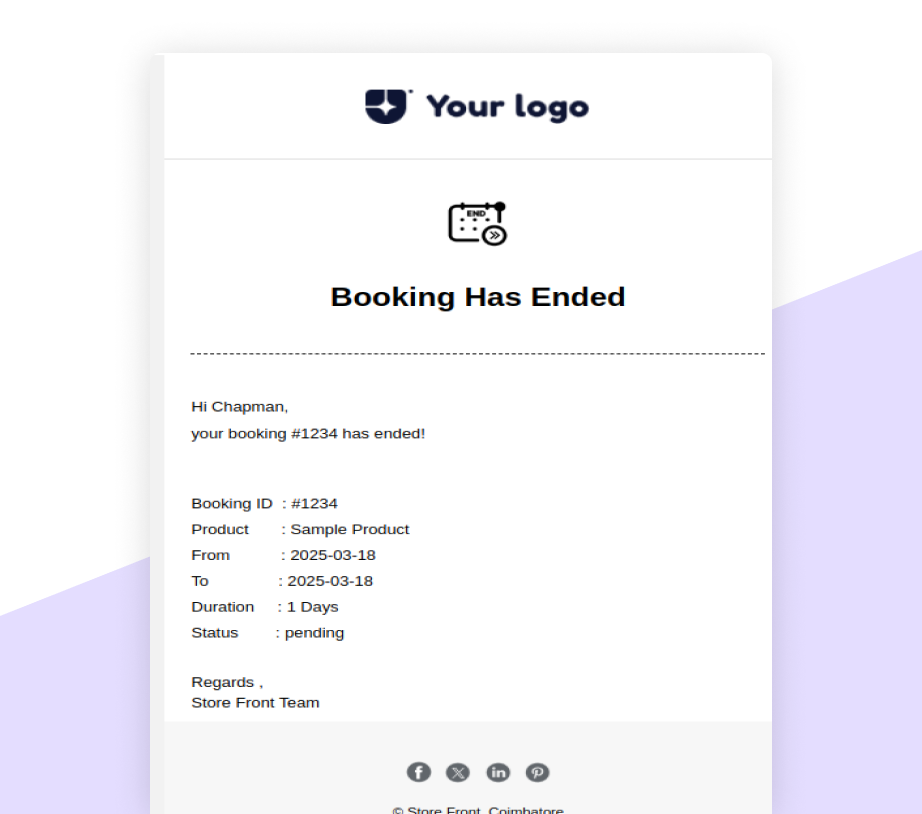 Your logo
END
Booking Has Ended
Hi Chapman,
your booking #1234 has ended!
Booking ID : #1234
Product : Sample Product
From : 2025-03-18
To : 2025-03-18
Duration : 1 Days
Status : pending
Regards ,
Store Front Team
© Store Front, Coimbatore